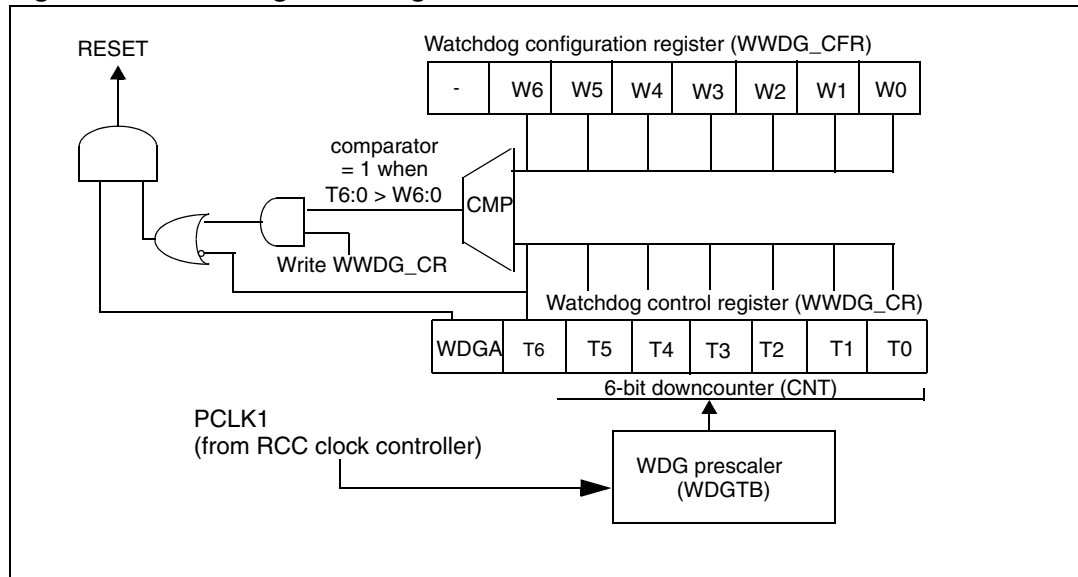 RESET
Watchdog configuration register (WWDG_CFR)
- W6 W5 W4 W3 W2 W1 W0
comparator
= 1 when
T6:0 > W6:0
CMP
Write WWDG_CR
Watchdog control register (WWDG_CR)
WDGA T6 T5 T4 T3 T2 T1 T0
6-bit downcounter (CNT)
PCLK1
(from RCC clock controller)
WDG prescaler
(WDGTB)